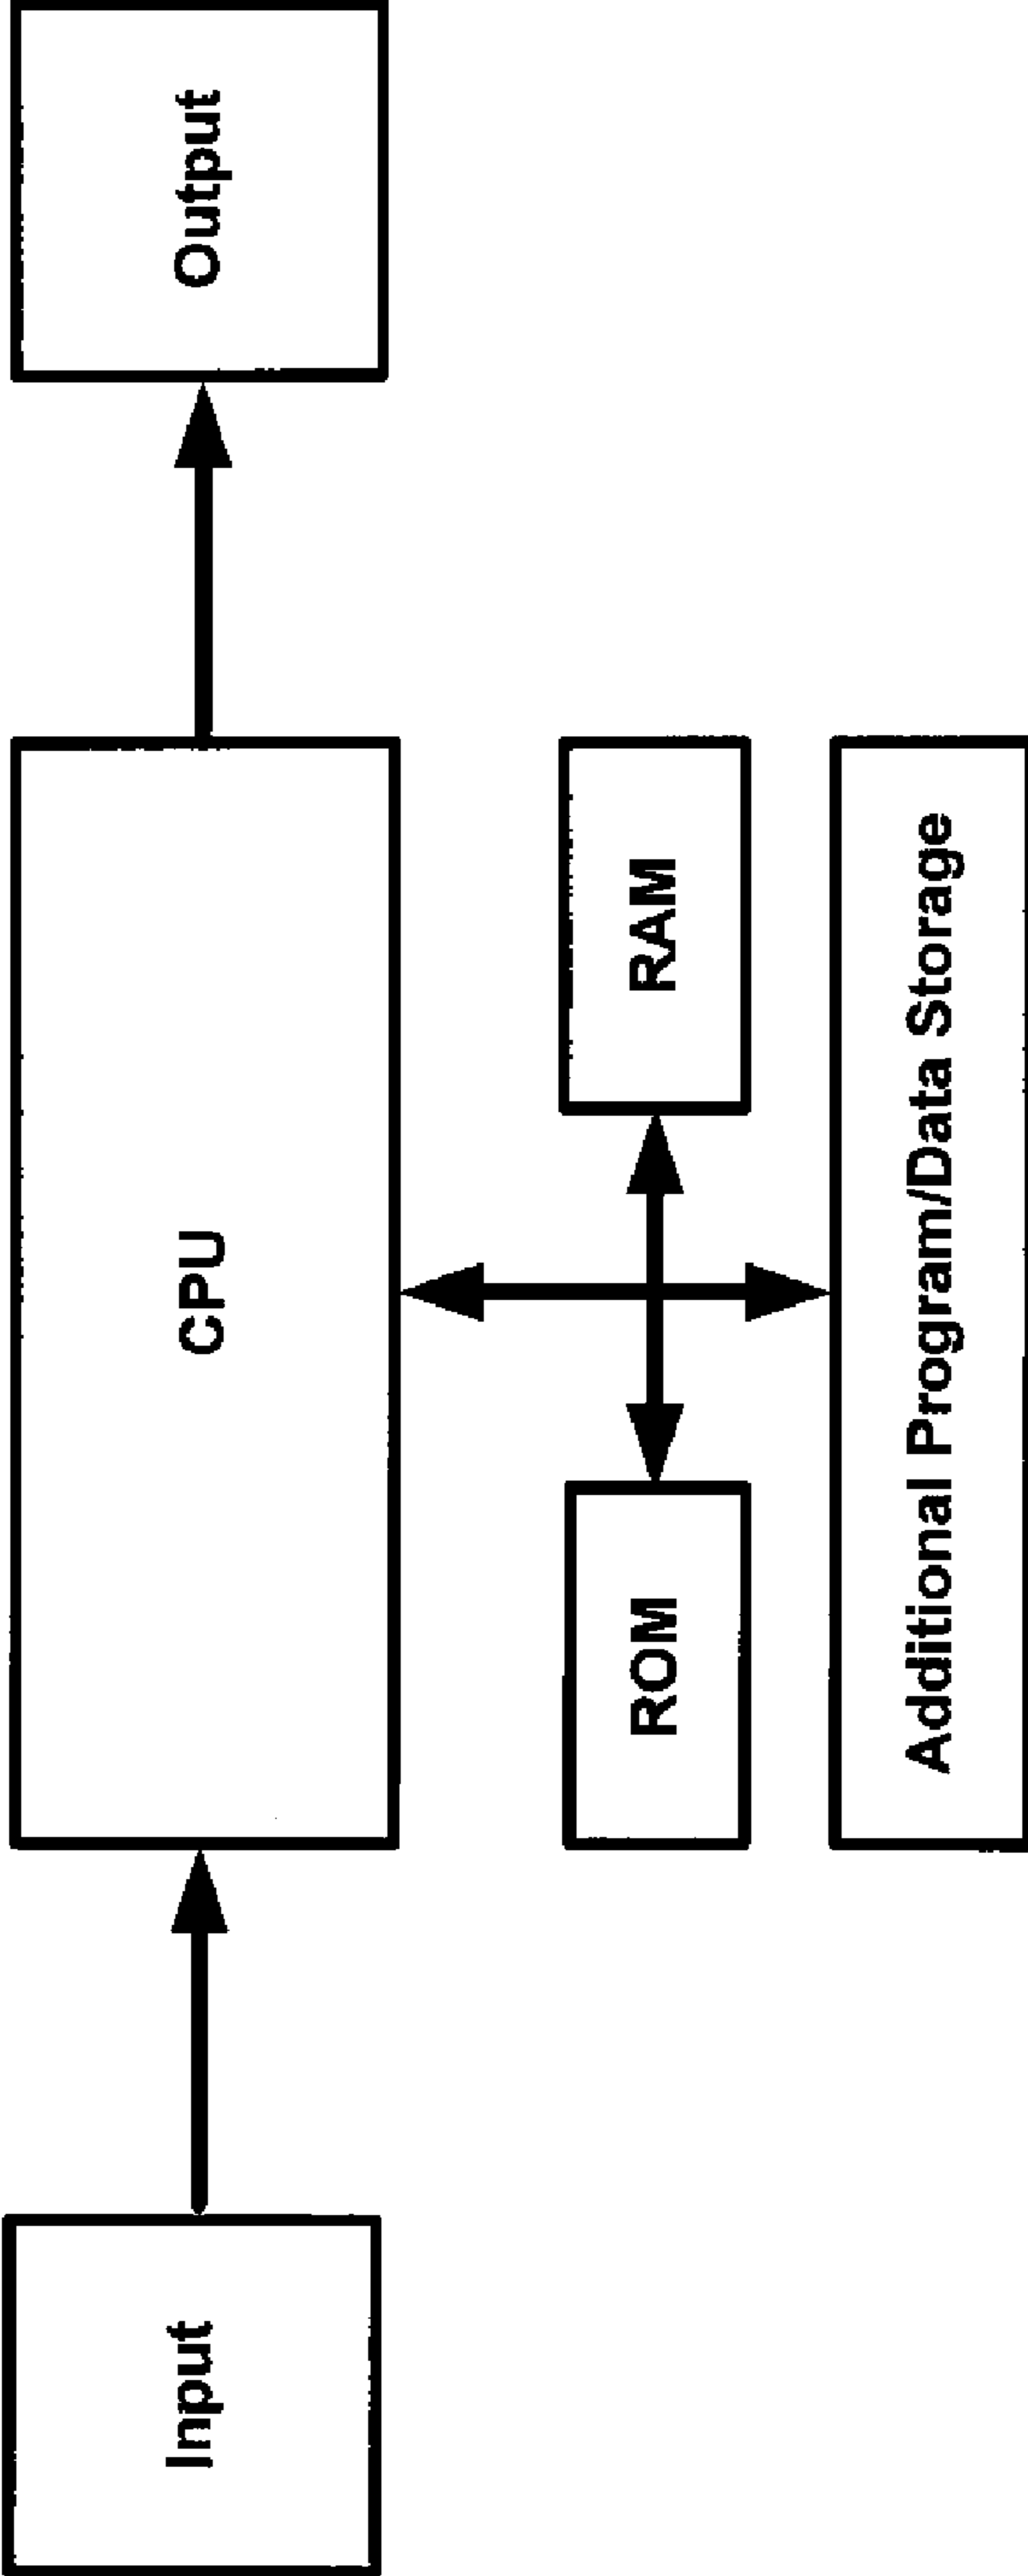 Input
CPU
Output
ROM
RAM
Additional Program/Data Storage